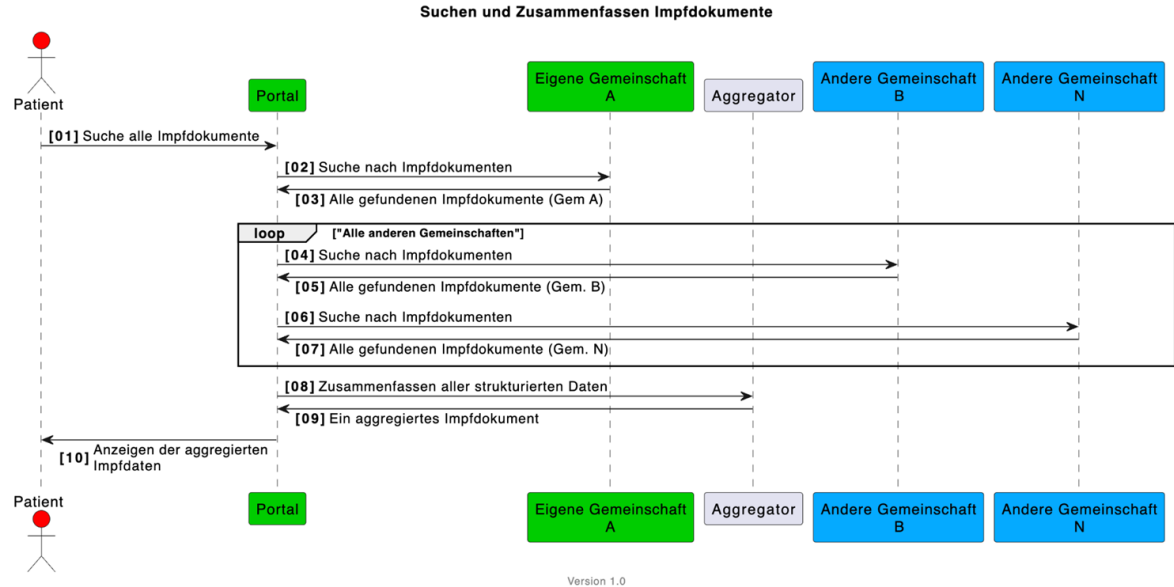 Suchen und Zusammenfassen Impfdokumente
Patient
Portal
Eigene Gemeinschaft
A
Aggregator
Andere Gemeinschaft
B
Andere Gemeinschaft
N
[01] Suche alle Impfdokumente
[02] Suche nach Impfdokumenten
[03] Alle gefundenen Impfdokumente (Gem A)
loop ["Alle anderen Gemeinschaften"]
[04] Suche nach Impfdokumenten
[05] Alle gefundenen Impfdokumente (Gem. B)
[06] Suche nach Impfdokumenten
[07] Alle gefundenen Impfdokumente (Gem. N)
[08] Zusammenfassen aller strukturierten Daten
[09] Ein aggregiertes Impfdokument
[10] Anzeigen der aggregierten
Impfdaten
Patient
Portal
Eigene Gemeinschaft
A
Aggregator
Andere Gemeinschaft
B
Andere Gemeinschaft
N
Version 1.0